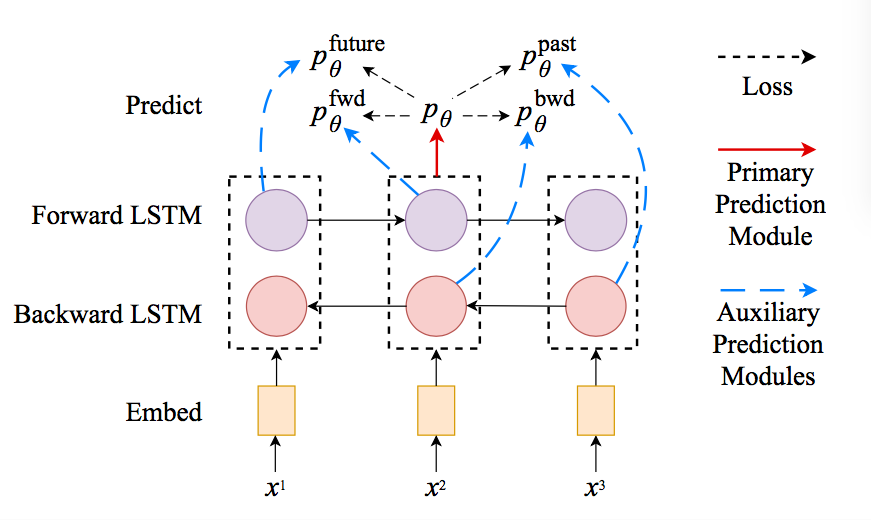 p_θ^future
p_θ^past
Loss
Predict
p_θ^fwd
p_θ
p_θ^bwd
Primary
Prediction
Module
Forward LSTM
Backward LSTM
Auxiliary
Prediction
Modules
Embed
x¹
x²
x³